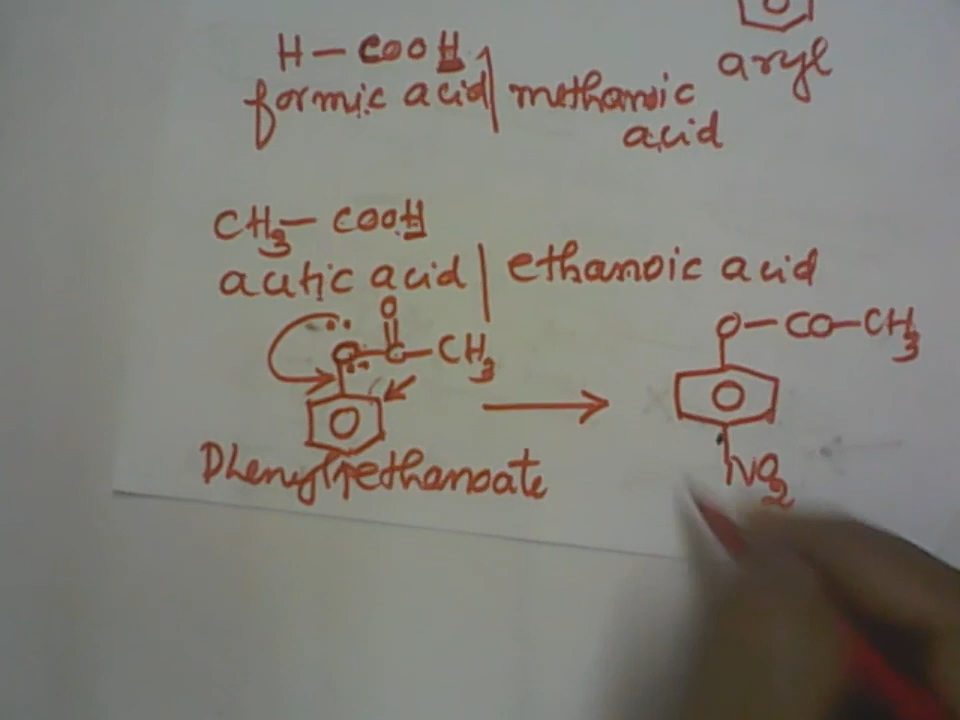 H — COOH
aryl
formic acid | methanoic
acid
CH3 — COOH
acetic acid | ethanoic acid
O
O — C — CH3
O — CO — CH3
Phenyl ethanoate
NO2